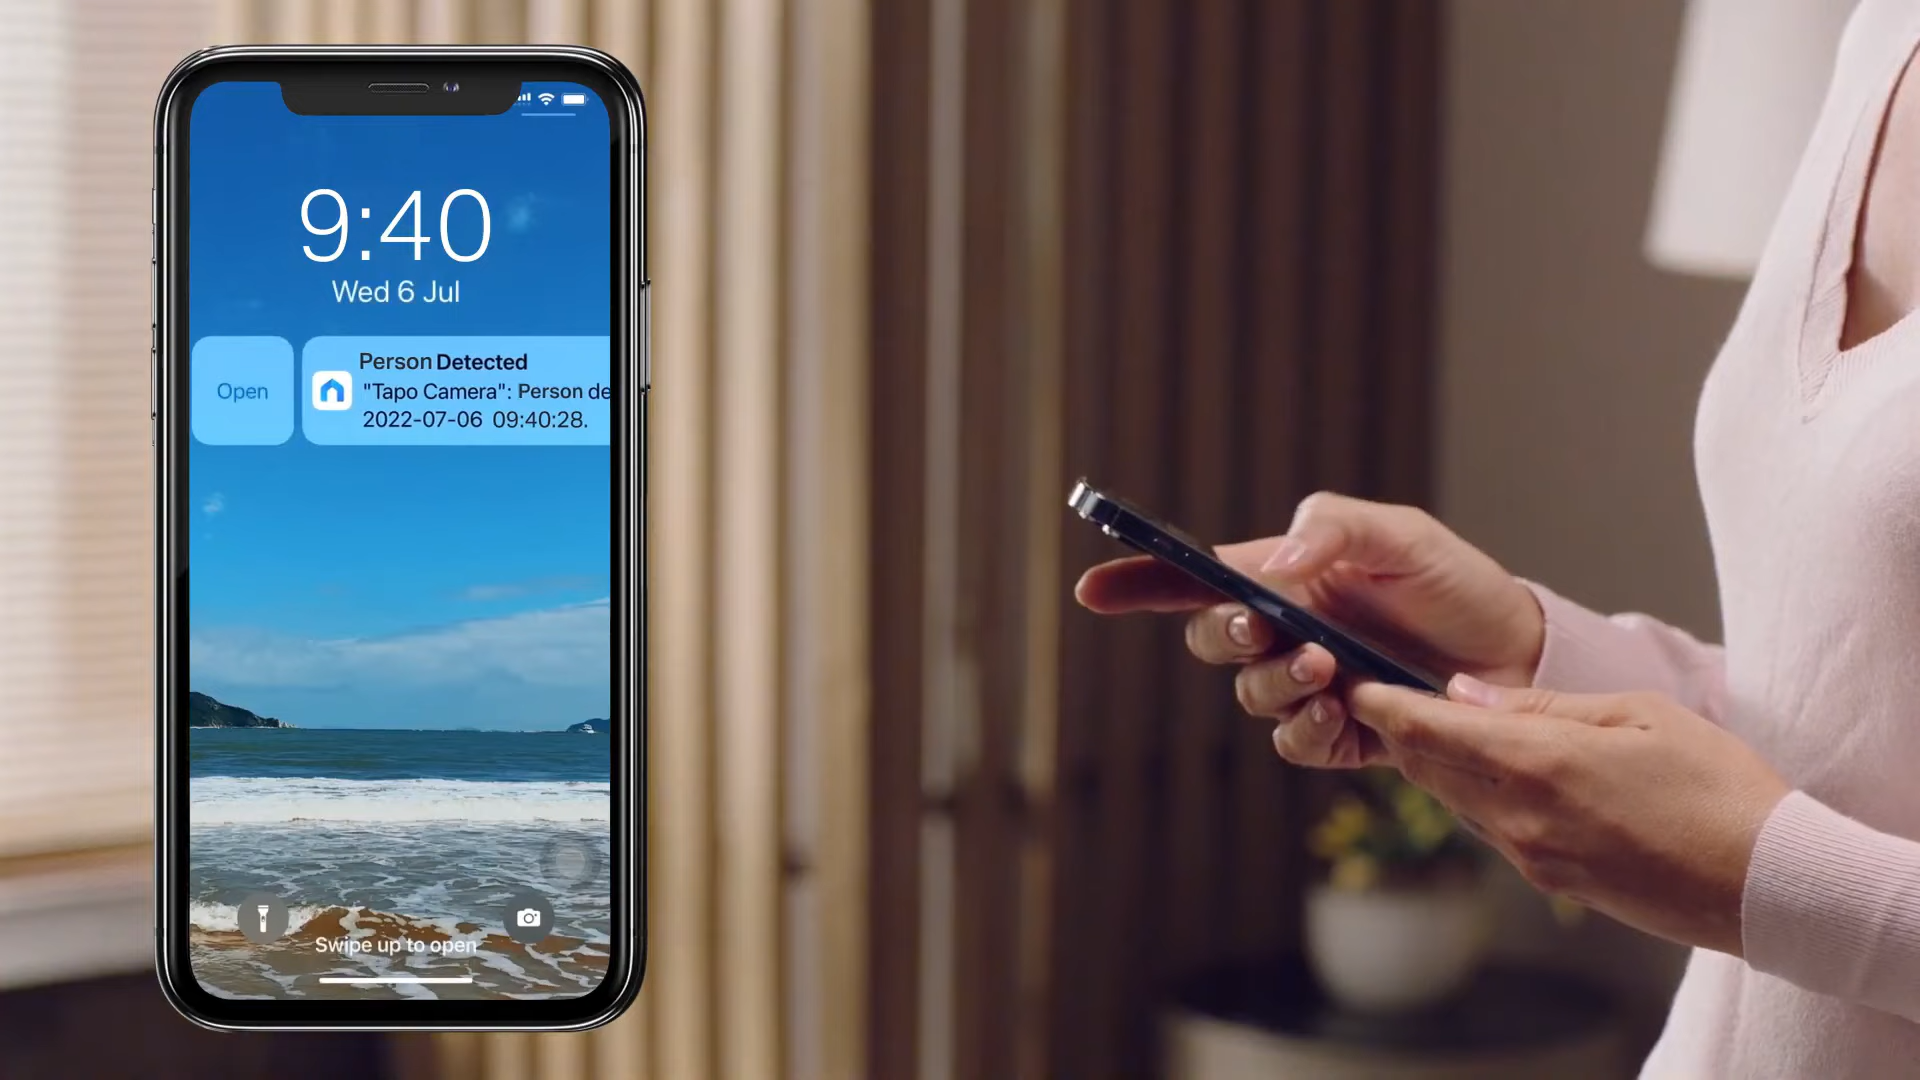 9:40
Wed 6 Jul
Open
Person Detected
"Tapo Camera": Person de
2022-07-06 09:40:28.
Swipe up to open